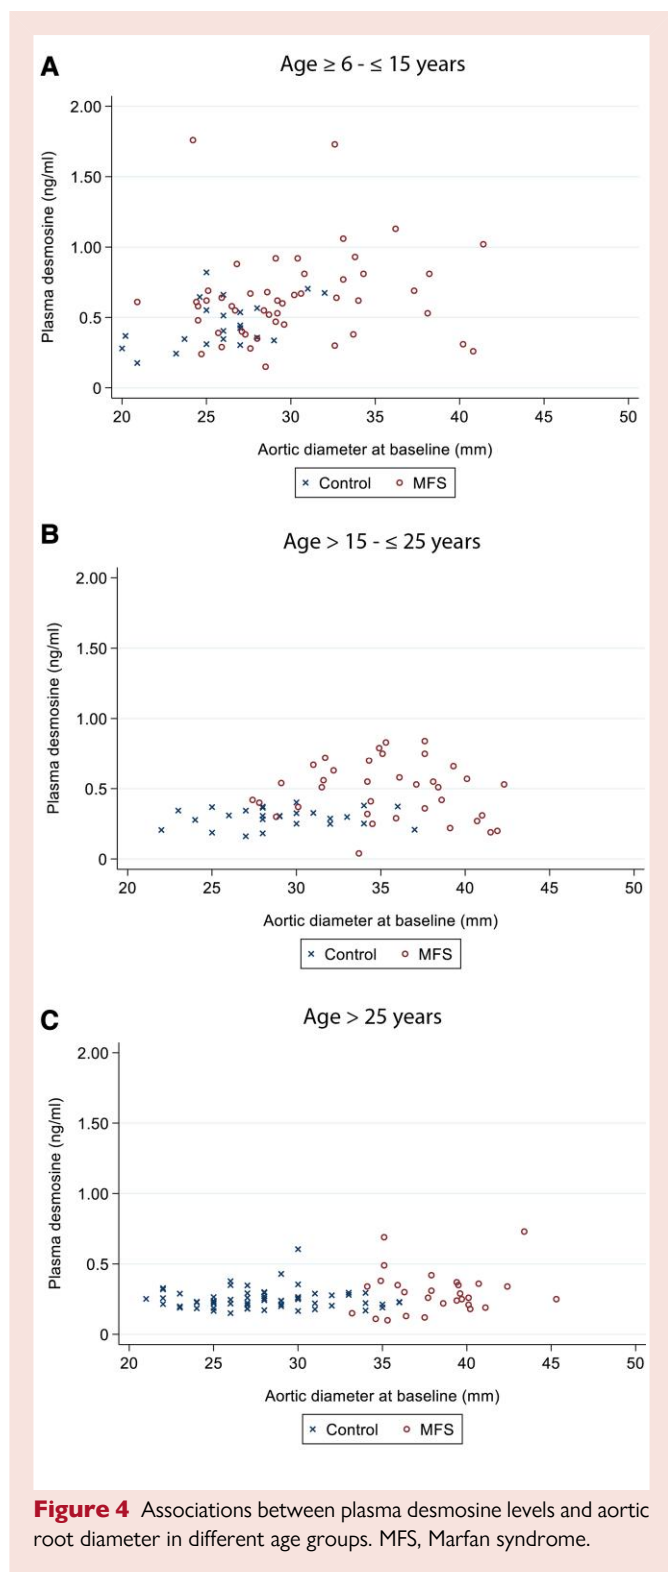 A
Age ≥ 6 - ≤ 15 years
Plasma desmosine (ng/ml)
2.00
1.50
1.00
0.5
0
20 25 30 35 40 45 50
Aortic diameter at baseline (mm)
× Control ○ MFS
B
Age > 15 - ≤ 25 years
Plasma desmosine (ng/ml)
2.00
1.50
1.00
0.5
0
20 25 30 35 40 45 50
Aortic diameter at baseline (mm)
× Control ○ MFS
C
Age > 25 years
Plasma desmosine (ng/ml)
2.00
1.50
1.00
0.5
0
20 25 30 35 40 45 50
Aortic diameter at baseline (mm)
× Control ○ MFS
Figure 4 Associations between plasma desmosine levels and aortic
root diameter in different age groups. MFS, Marfan syndrome.